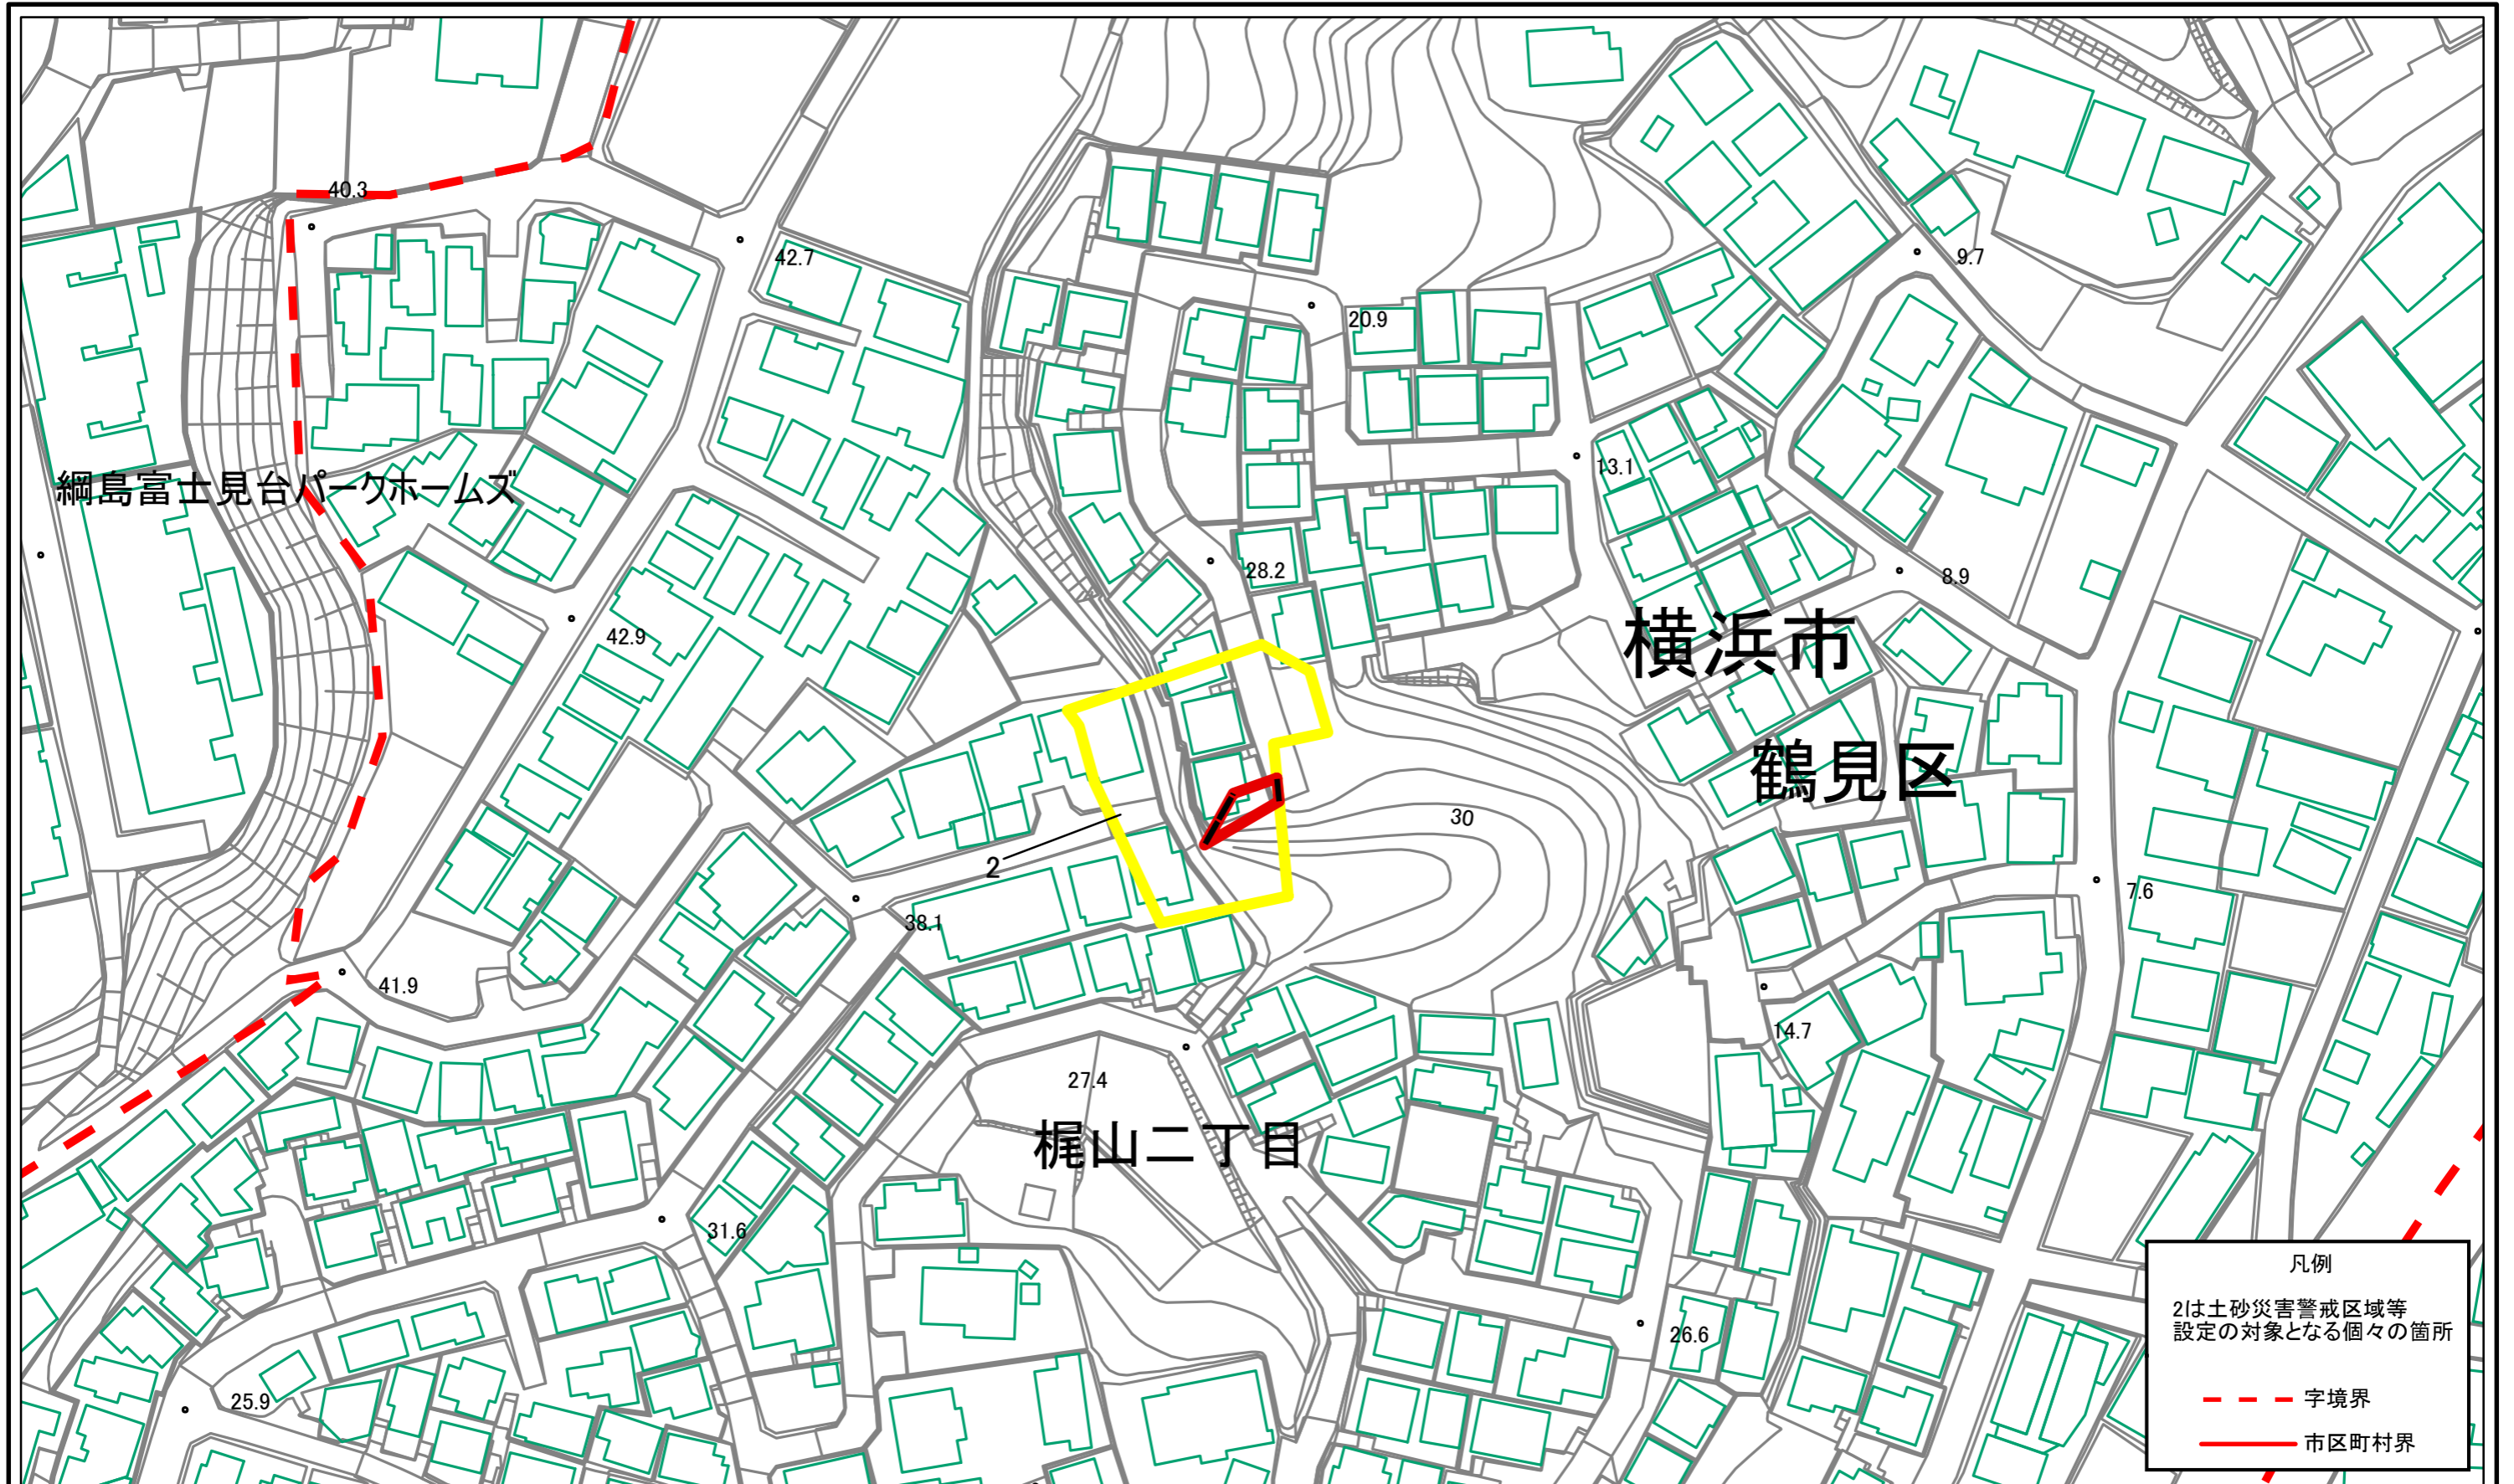 40.3
42.7
9.7
20.9
13.1
綱島富士見台パークホームズ
28.2
8.9
42.9
横浜市
鶴見区
30
2
7.6
38.1
41.9
14.7
27.4
梶山二丁目
31.6
26.6
25.9
凡例
2は土砂災害警戒区域等
設定の対象となる個々の箇所
字境界
市区町村界